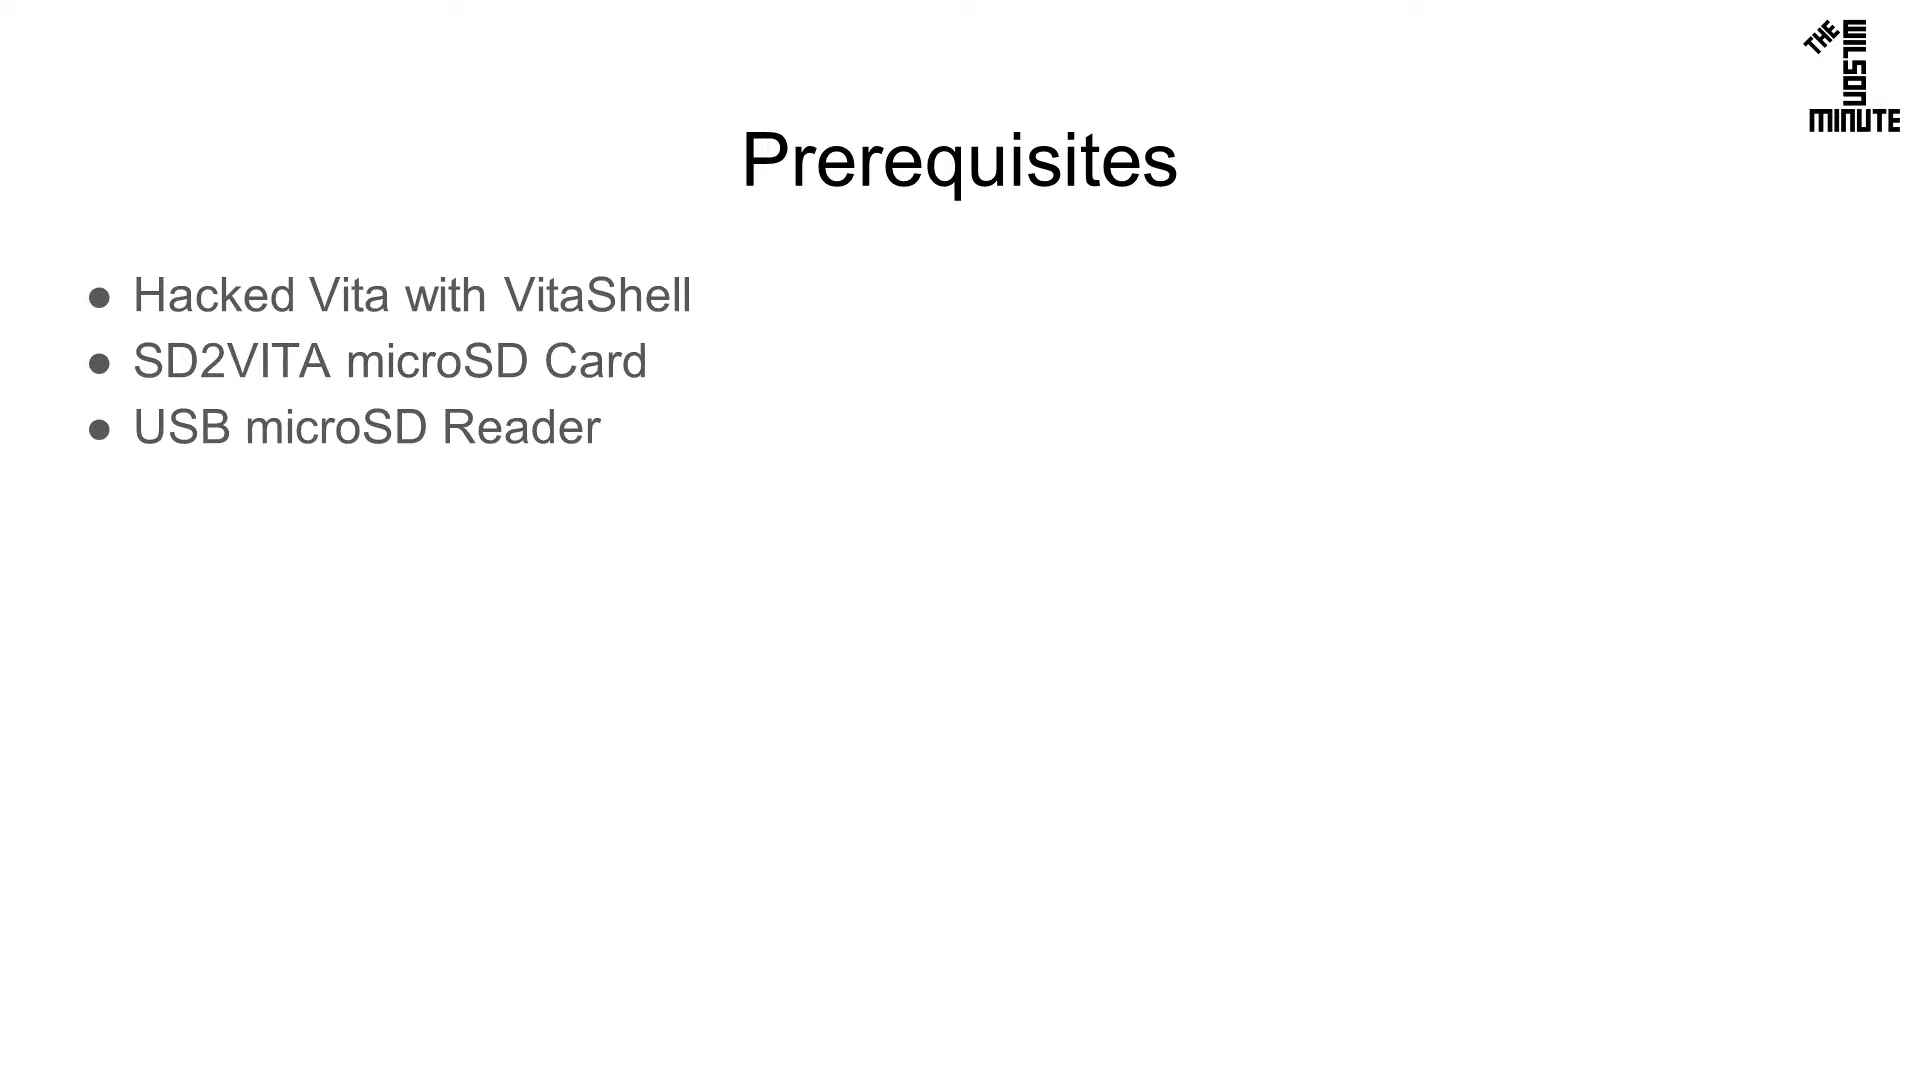 THE
WILSON
MINUTE
Prerequisites
● Hacked Vita with VitaShell
● SD2VITA microSD Card
● USB microSD Reader